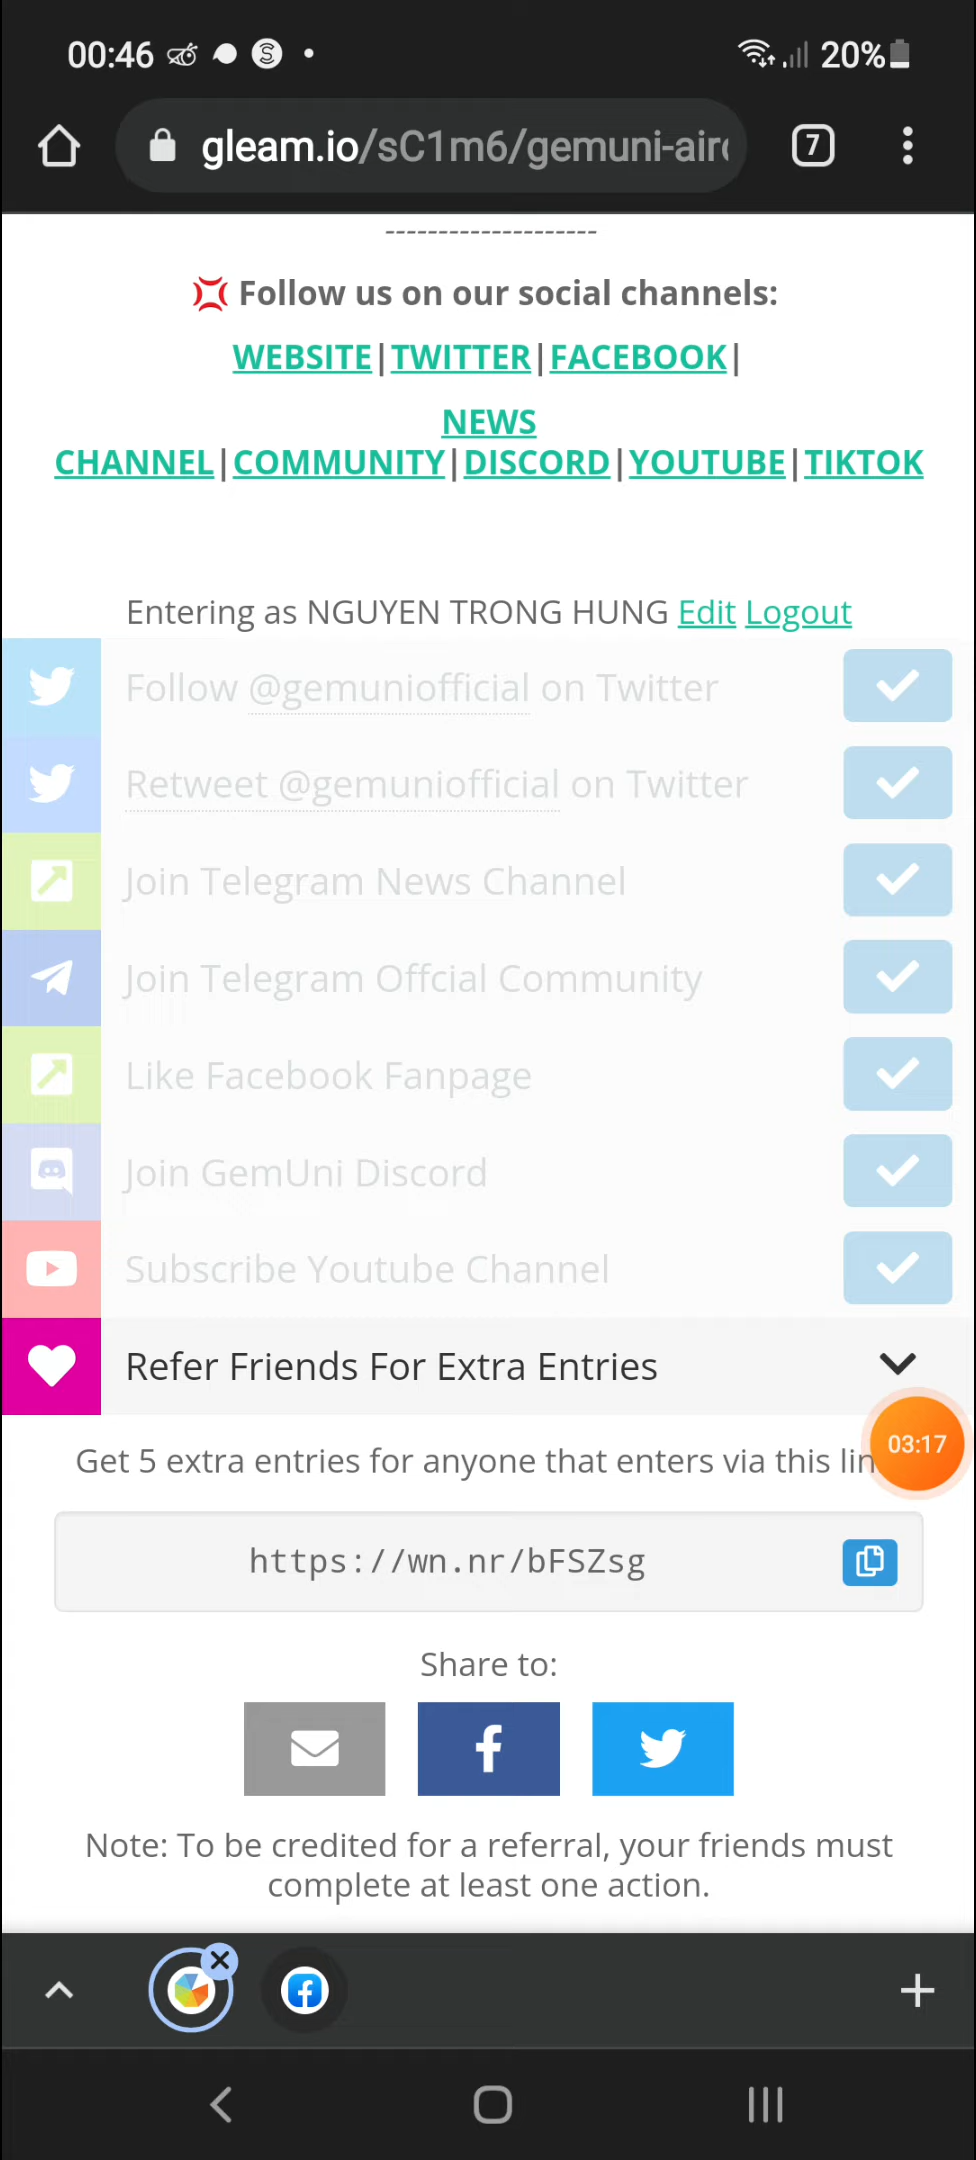 00:46
20%
gleam.io/sC1m6/gemuni-air
7
-------------------
Follow us on our social channels:
WEBSITE|TWITTER|FACEBOOK|
NEWS
CHANNEL|COMMUNITY|DISCORD|YOUTUBE|TIKTOK
Entering as NGUYEN TRONG HUNG Edit Logout
Follow @gemuniofficial on Twitter
Retweet @gemuniofficial on Twitter
Join Telegram News Channel
Join Telegram Offcial Community
Like Facebook Fanpage
Join GemUni Discord
Subscribe Youtube Channel
Refer Friends For Extra Entries
03:17
Get 5 extra entries for anyone that enters via this lin
https://wn.nr/bFSZsg
Share to:
Note: To be credited for a referral, your friends must
complete at least one action.